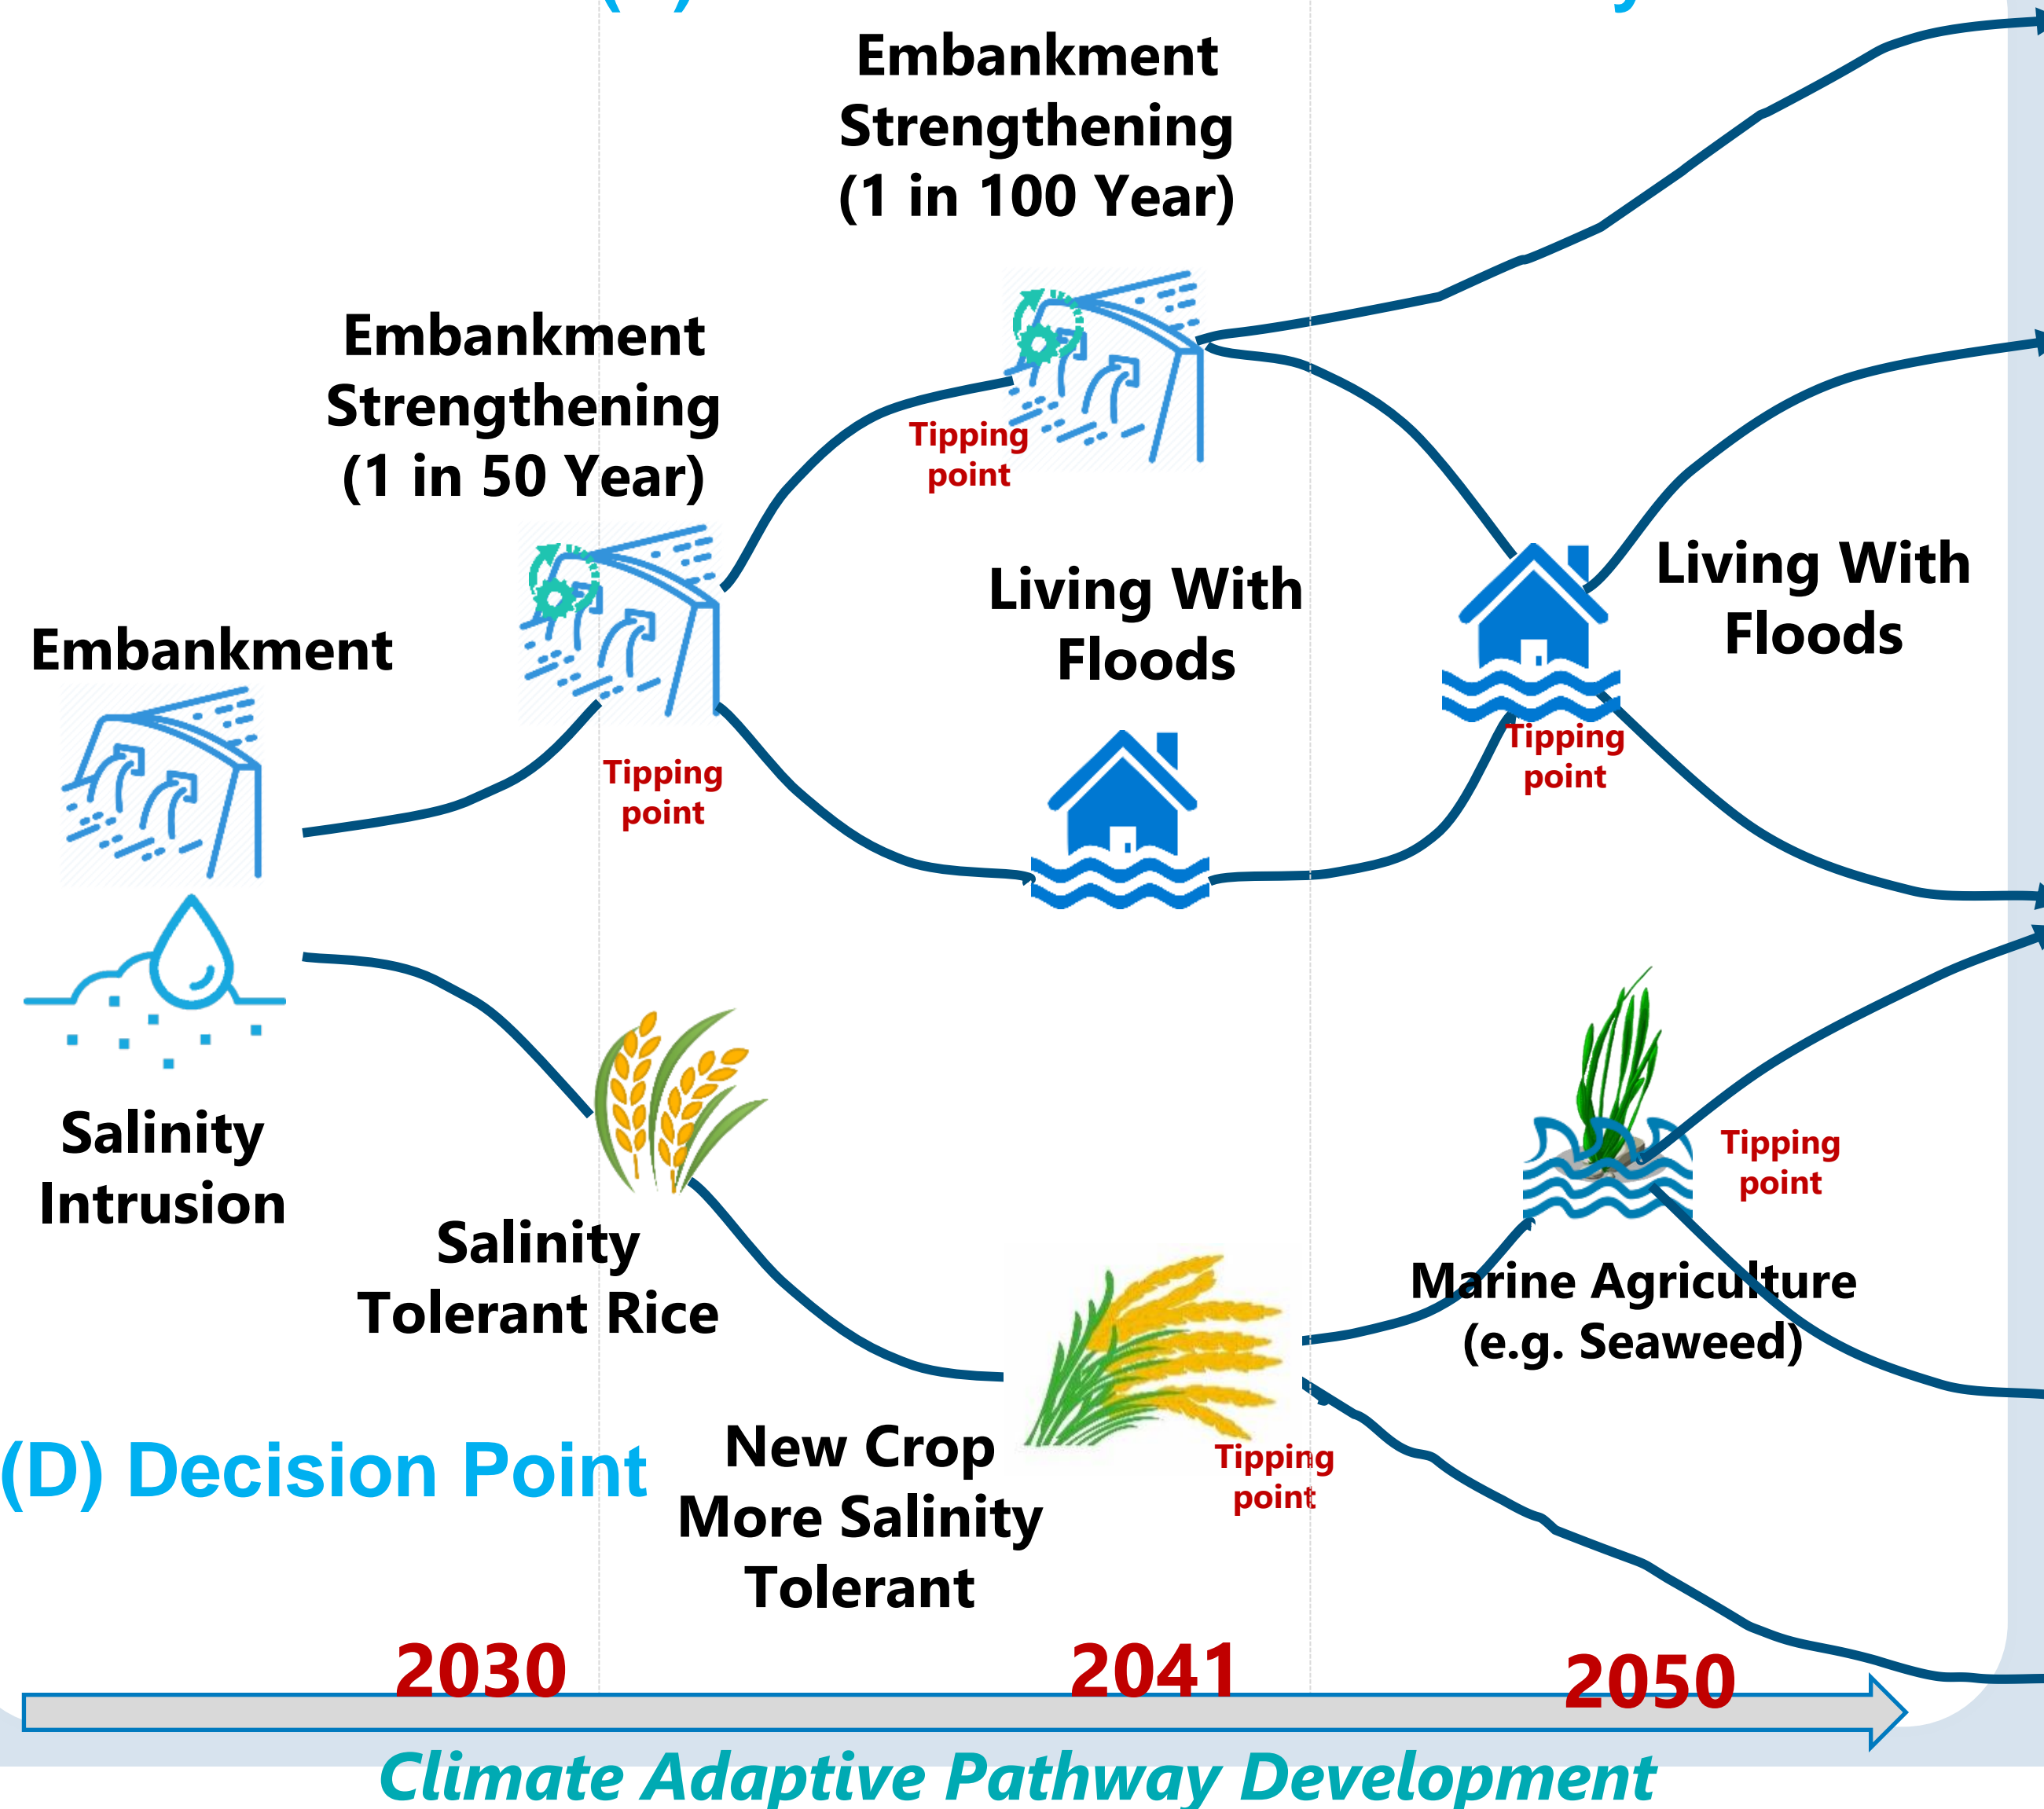 Embankment
Strengthening
(1 in 100 Year)
Embankment
Strengthening
(1 in 50 Year)
Tipping
point
Living With
Floods
Living With
Floods
Embankment
Tipping
point
Tipping
point
Salinity
Intrusion
Tipping
point
Salinity
Tolerant Rice
Marine Agriculture
(e.g. Seaweed)
New Crop
More Salinity
Tolerant
Tipping
point
(D) Decision Point
2030
2041
2050
Climate Adaptive Pathway Development